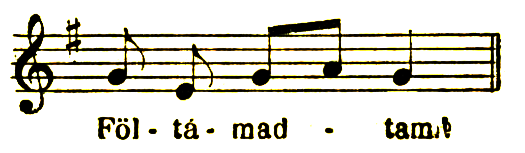 Föl - tá - mad - tam!